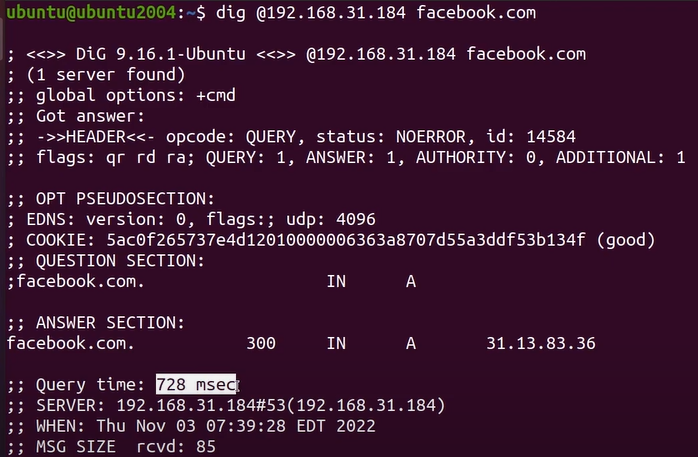 ubuntu@ubuntu2004:~$ dig @192.168.31.184 facebook.com
; <<>> DiG 9.16.1-Ubuntu <<>> @192.168.31.184 facebook.com
; (1 server found)
;; global options: +cmd
;; Got answer:
;; ->>HEADER<<- opcode: QUERY, status: NOERROR, id: 14584
;; flags: qr rd ra; QUERY: 1, ANSWER: 1, AUTHORITY: 0, ADDITIONAL: 1
;; OPT PSEUDOSECTION:
; EDNS: version: 0, flags:; udp: 4096
; COOKIE: 5ac0f265737e4d12010000006363a8707d55a3ddf53b134f (good)
;; QUESTION SECTION:
;facebook.com. IN A
;; ANSWER SECTION:
facebook.com. 300 IN A 31.13.83.36
;; Query time: 728 msec
;; SERVER: 192.168.31.184#53(192.168.31.184)
;; WHEN: Thu Nov 03 07:39:28 EDT 2022
;; MSG SIZE rcvd: 85